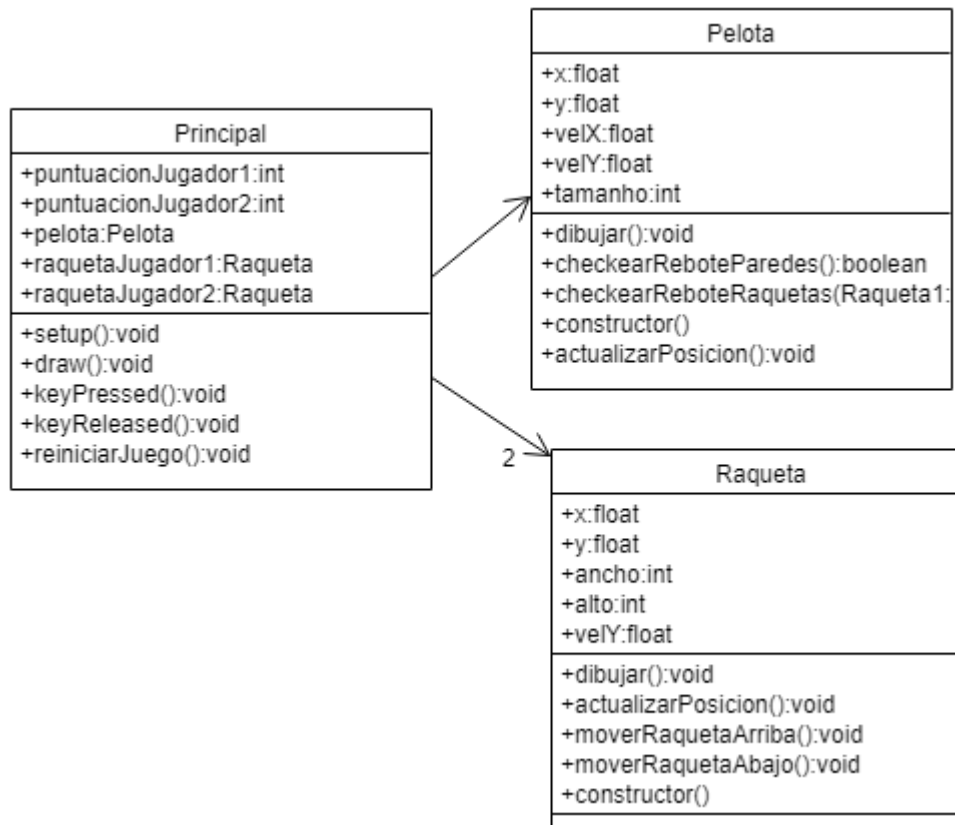 Principal
+puntuacionJugador1:int
+puntuacionJugador2:int
+pelota:Pelota
+raquetaJugador1:Raqueta
+raquetaJugador2:Raqueta
+setup():void
+draw():void
+keyPressed():void
+keyReleased():void
+reiniciarJuego():void
Pelota
+x:float
+y:float
+velX:float
+velY:float
+tamanho:int
+dibujar():void
+checkearReboteParedes():boolean
+checkearReboteRaquetas(Raqueta1:
+constructor()
+actualizarPosicion():void
2
Raqueta
+x:float
+y:float
+ancho:int
+alto:int
+velY:float
+dibujar():void
+actualizarPosicion():void
+moverRaquetaArriba():void
+moverRaquetaAbajo():void
+constructor()